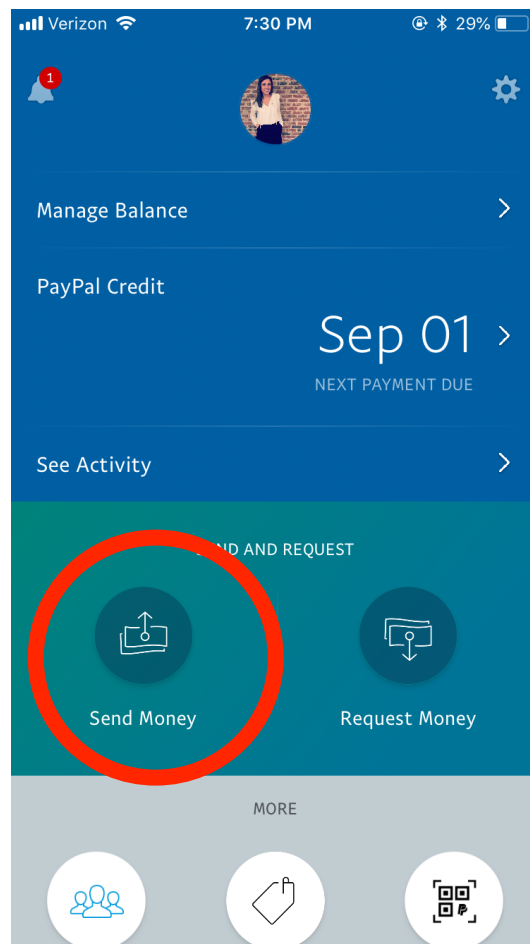 Verizon 7:30 PM 29%
1
Manage Balance
PayPal Credit
Sep 01
NEXT PAYMENT DUE
See Activity
SEND AND REQUEST
Send Money
Request Money
MORE